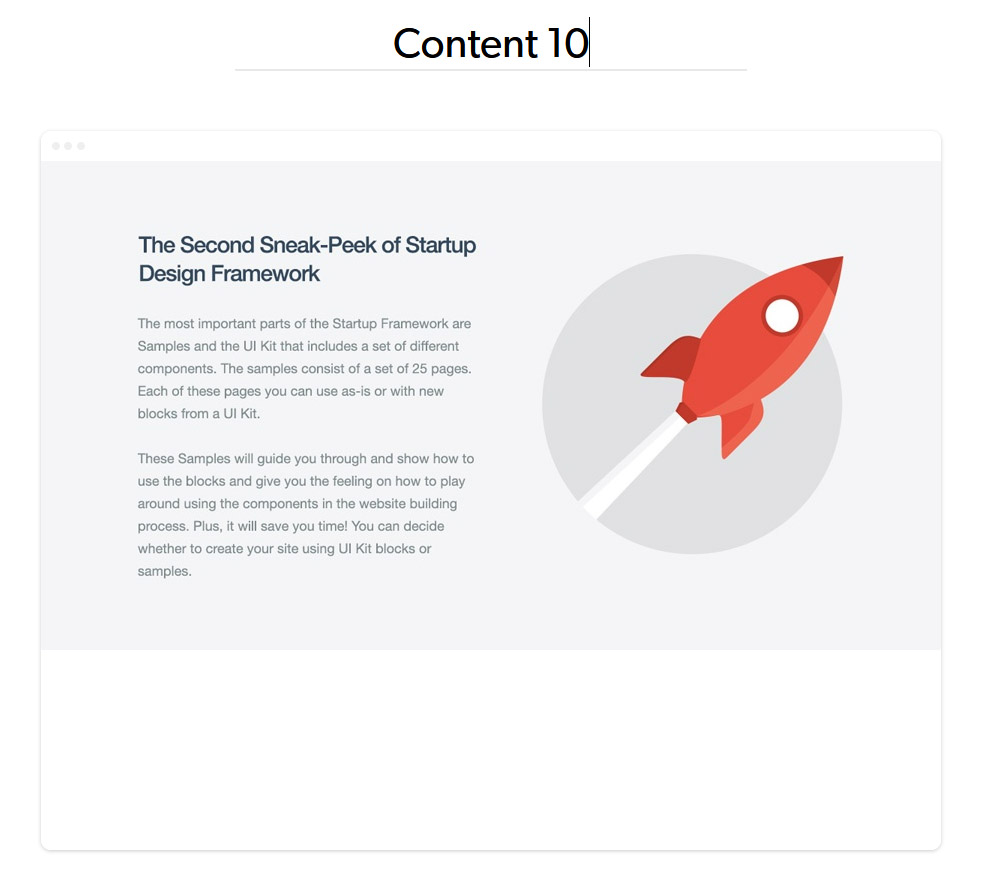 Content 10
The Second Sneak-Peek of Startup
Design Framework
The most important parts of the Startup Framework are
Samples and the UI Kit that includes a set of different
components. The samples consist of a set of 25 pages.
Each of these pages you can use as-is or with new
blocks from a UI Kit.
These Samples will guide you through and show how to
use the blocks and give you the feeling on how to play
around using the components in the website building
process. Plus, it will save you time! You can decide
whether to create your site using UI Kit blocks or
samples.